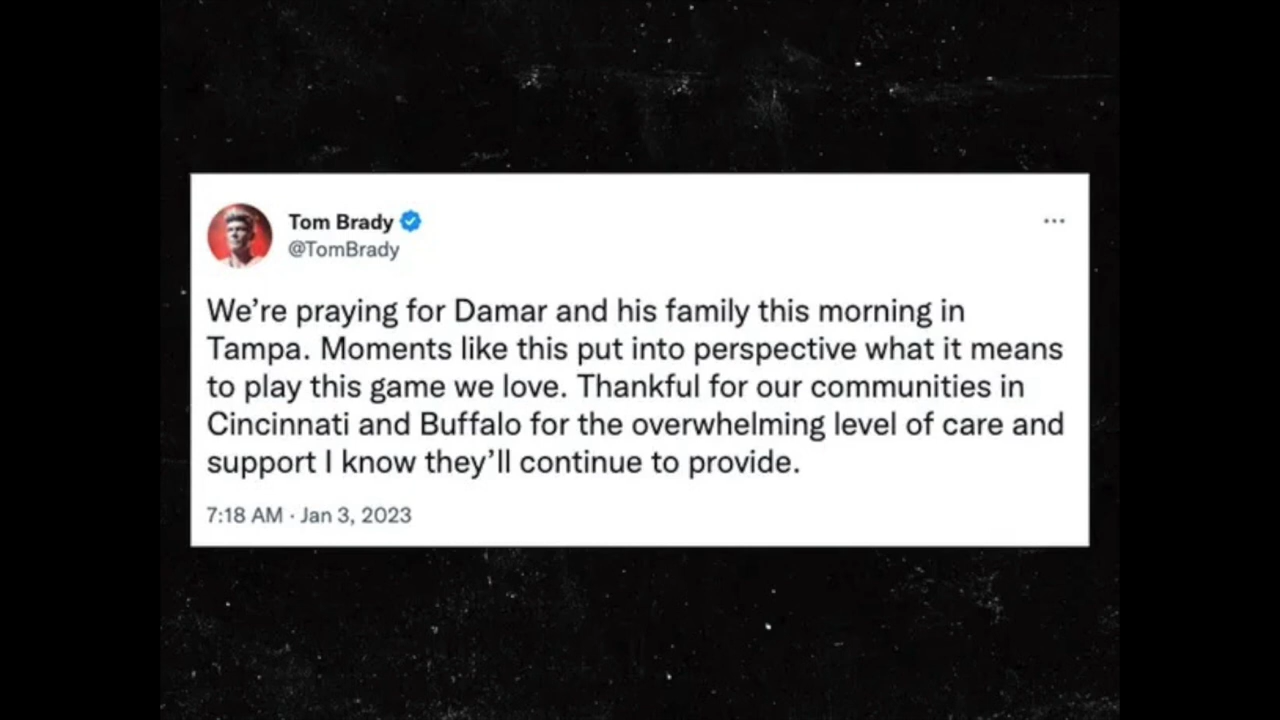 Tom Brady
@TomBrady
We’re praying for Damar and his family this morning in
Tampa. Moments like this put into perspective what it means
to play this game we love. Thankful for our communities in
Cincinnati and Buffalo for the overwhelming level of care and
support I know they’ll continue to provide.
7:18 AM · Jan 3, 2023